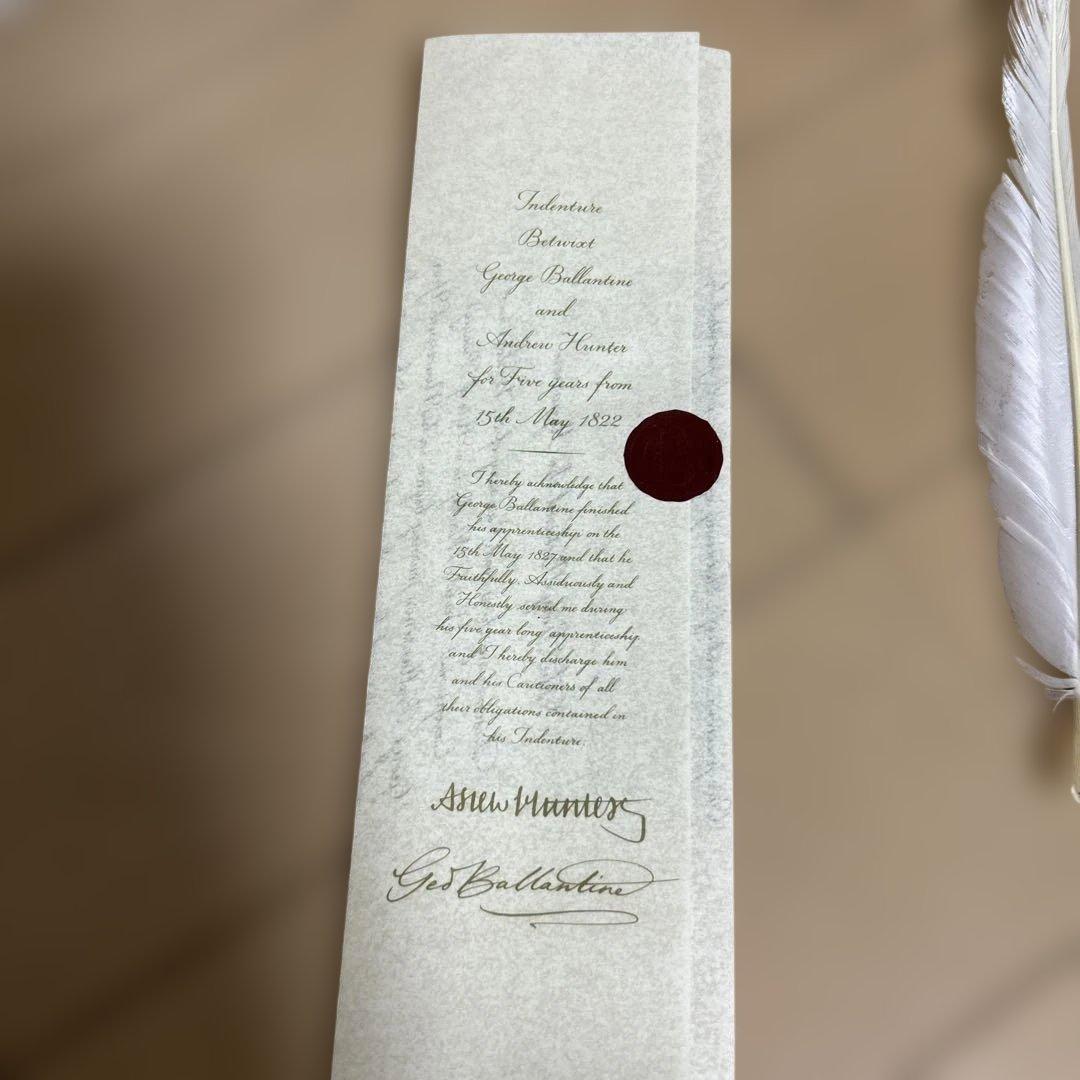 Indenture
Betwixt
George Ballantine
and
Andrew Hunter
for Five years from
15th May 1822
I hereby acknowledge that
George Ballantine finished
his apprenticeship on the
15th May 1827 and that he
Faithfully, Assiduously and
Honestly served me during
his five year long apprenticeship
and I hereby discharge him
and his Cautioners of all
their obligations contained in
his Indenture.
Hunter
Geo Ballantine